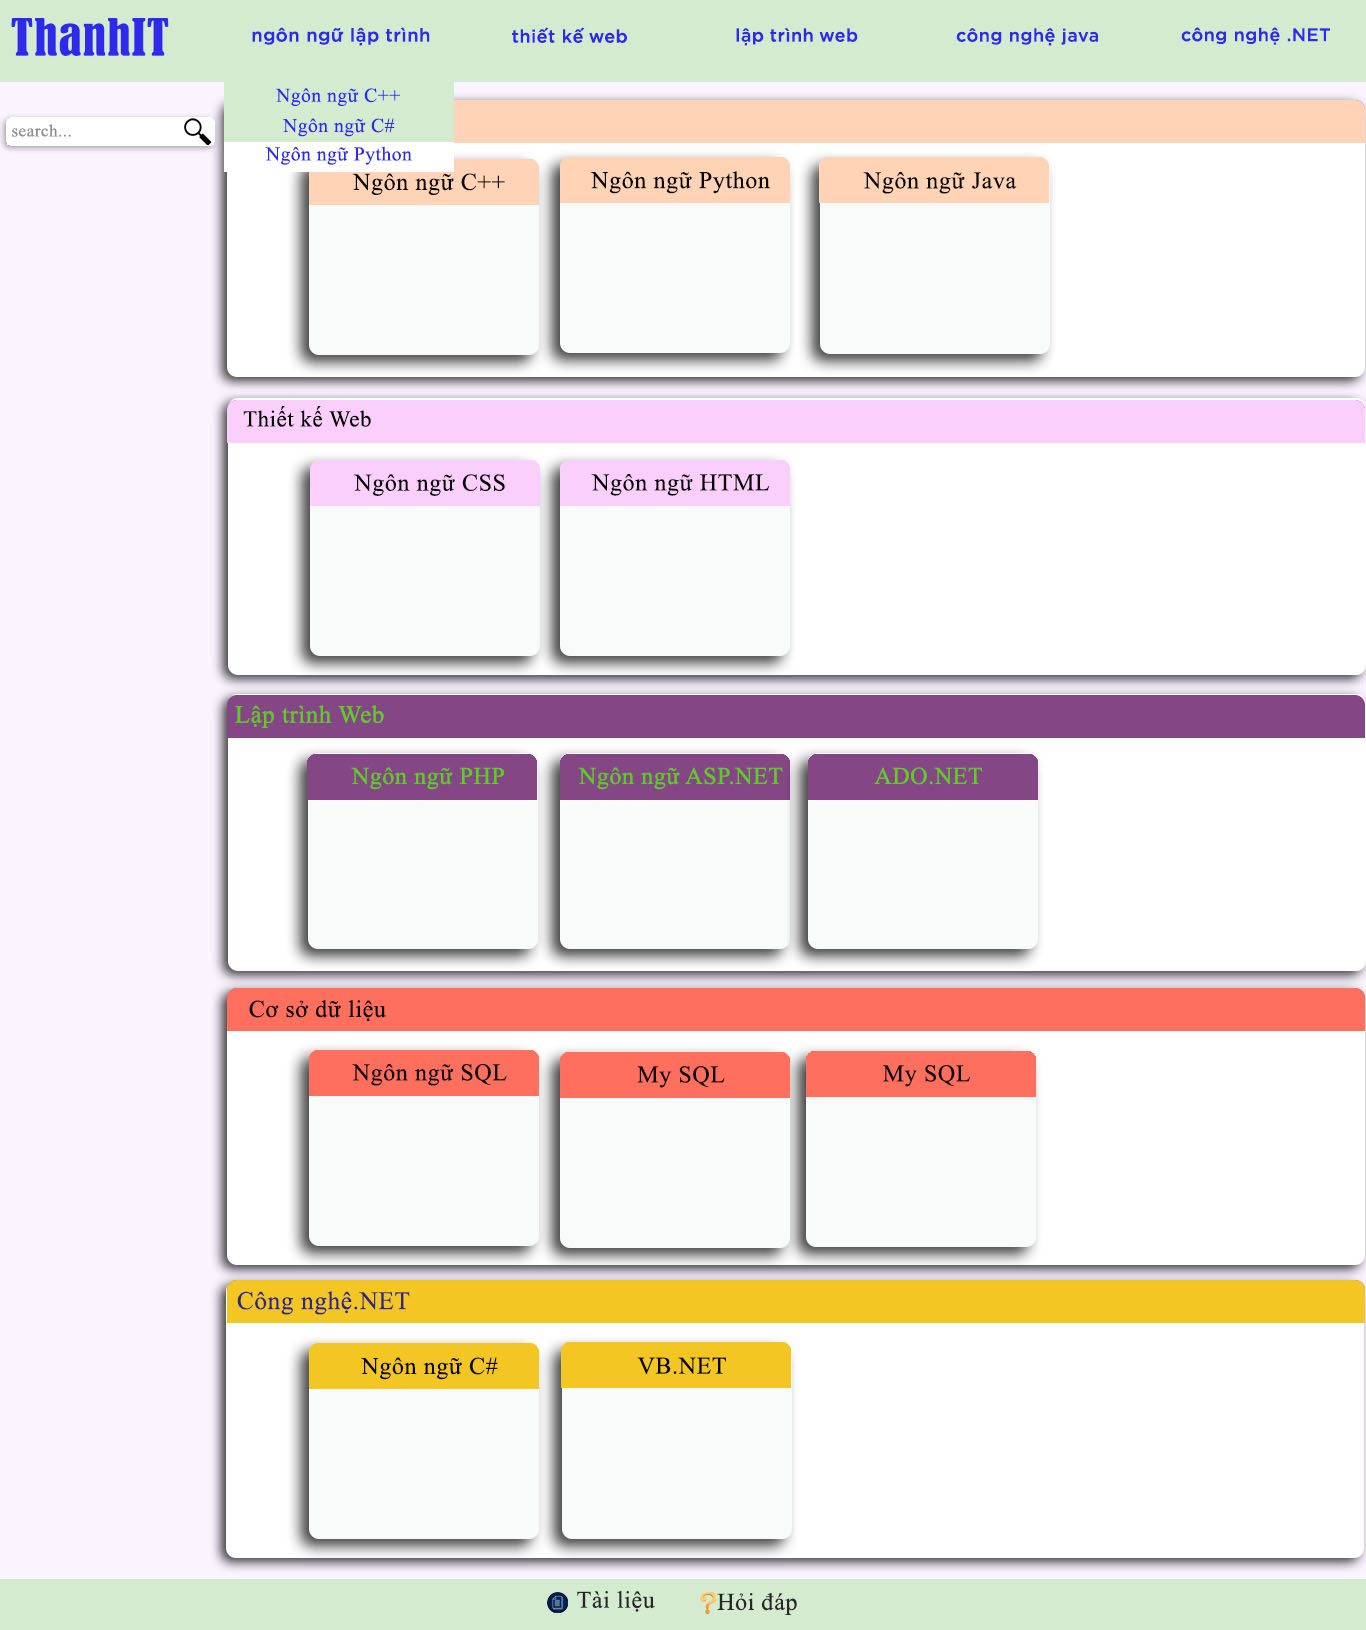 ThanhIT
ngôn ngữ lập trình
thiết kế web
lập trình web
công nghệ java
công nghệ .NET
Ngôn ngữ C++
Ngôn ngữ C#
Ngôn ngữ Python
search...
Ngôn ngữ C++
Ngôn ngữ Python
Ngôn ngữ Java
Thiết kế Web
Ngôn ngữ CSS
Ngôn ngữ HTML
Lập trình Web
Ngôn ngữ PHP
Ngôn ngữ ASP.NET
ADO.NET
Cơ sở dữ liệu
Ngôn ngữ SQL
My SQL
My SQL
Công nghệ.NET
Ngôn ngữ C#
VB.NET
Tài liệu
Hỏi đáp